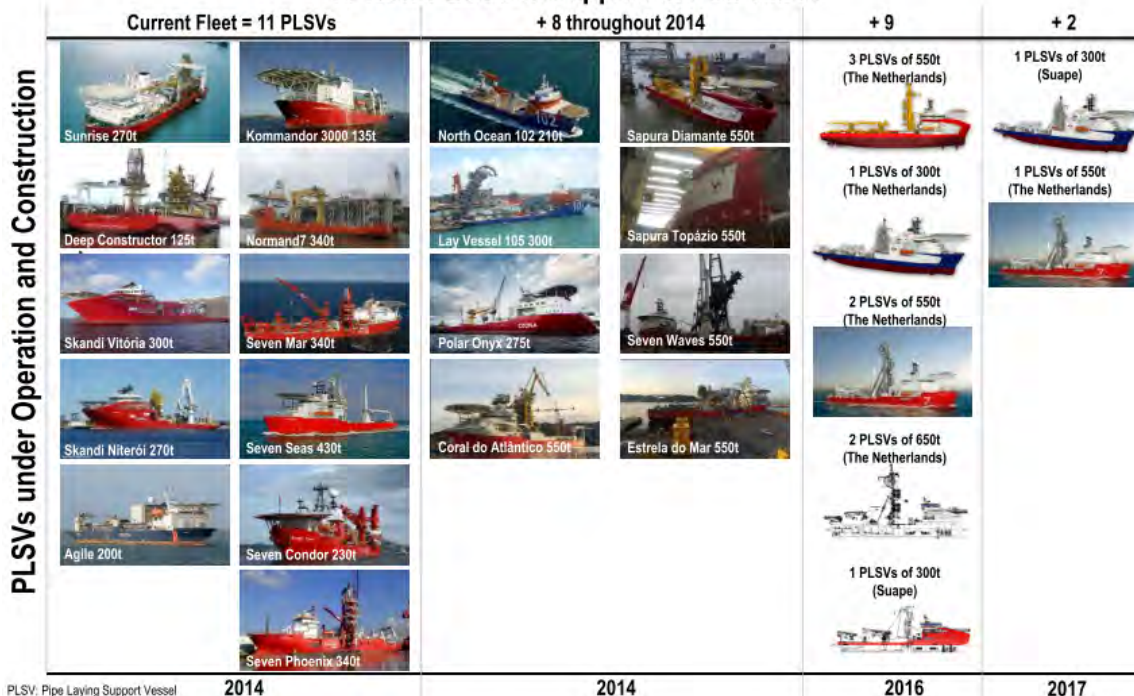 Current Fleet = 11 PLSVs
+ 8 throughout 2014
+ 9
+ 2
PLSVs under Operation and Construction
Sunrise 270t
Kommandor 3000 135t
Deep Constructor 125t
Normand7 340t
Skandi Vitória 300t
Seven Mar 340t
Skandi Niterói 270t
Seven Seas 430t
Agile 200t
Seven Condor 230t
Seven Phoenix 340t
North Ocean 102 210t
Sapura Diamante 550t
Lay Vessel 105 300t
Sapura Topázio 550t
Polar Onyx 275t
Seven Waves 550t
Coral do Atlântico 550t
Estrela do Mar 550t
3 PLSVs of 550t
(The Netherlands)
1 PLSVs of 300t
(The Netherlands)
2 PLSVs of 550t
(The Netherlands)
2 PLSVs of 650t
(The Netherlands)
1 PLSVs of 300t
(Suape)
1 PLSVs of 300t
(Suape)
1 PLSVs of 550t
(The Netherlands)
PLSV: Pipe Laying Support Vessel
2014
2014
2016
2017